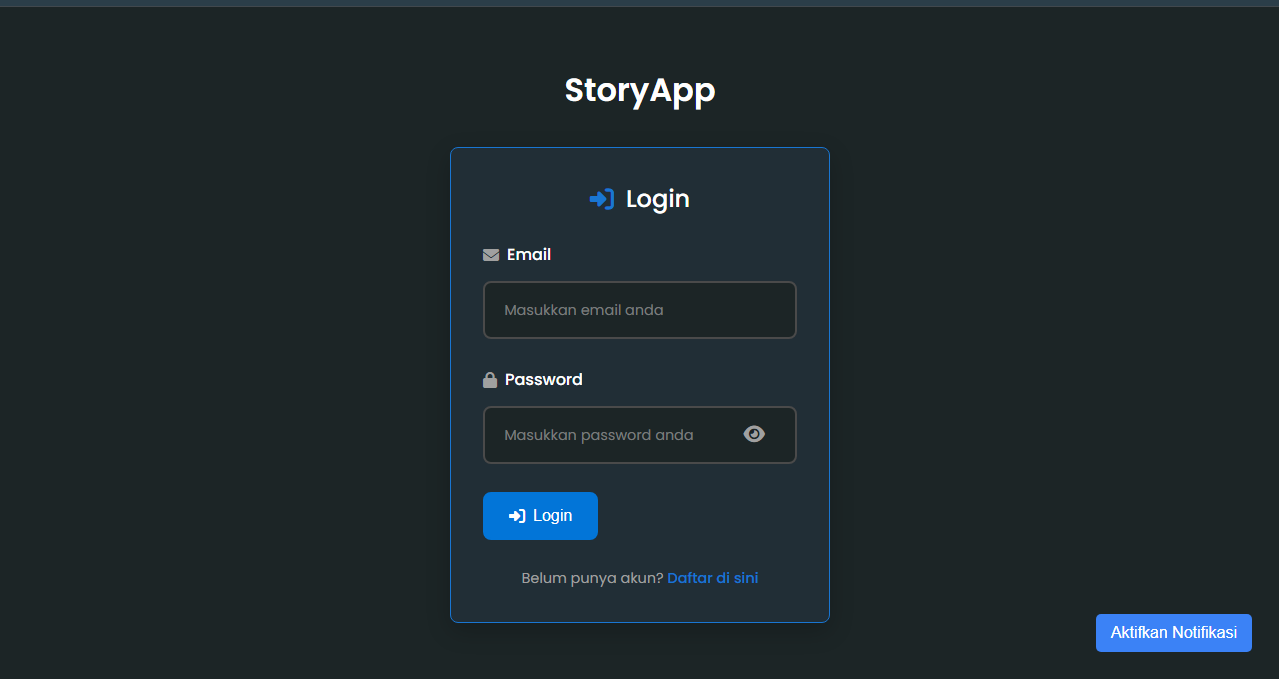 StoryApp
Login
Email
Masukkan email anda
Password
Masukkan password anda
Login
Belum punya akun? Daftar di sini
Aktifkan Notifikasi